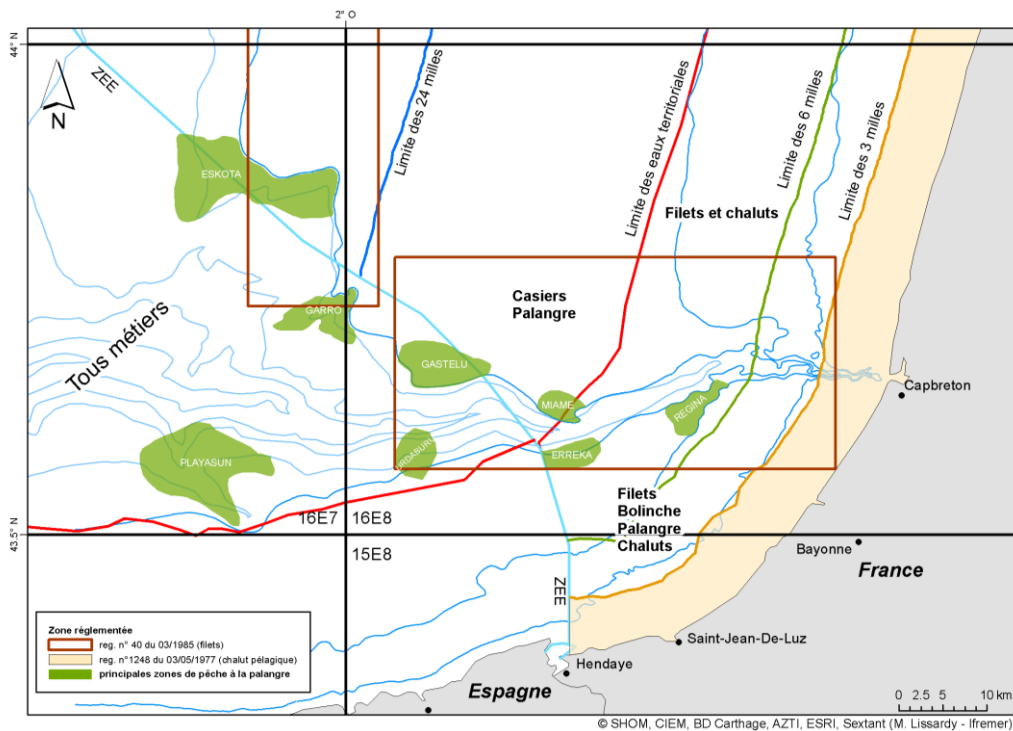 2° O
44° N
ZEE
N
Limite des 24 milles
Limite des eaux territoriales
Limite des 6 milles
Limite des 3 milles
ESKOTA
Filets et chaluts
Casiers
Palangre
GARRO
Tous métiers
GASTELU
MIAME
REGINA
Capbreton
PLAYASUN
ERREKA
Filets
Bolinche
Palangre
Chaluts
16E7
16E8
43.5° N
15E8
Bayonne
France
ZEE
Zone réglementée
reg. n° 40 du 03/1985 (filets)
reg. n°1248 du 03/05/1977 (chalut pélagique)
principales zones de pêche à la palangre
Saint-Jean-De-Luz
Hendaye
Espagne
0 2.5 5 10 km
© SHOM, CIEM, BD Carthage, AZTI, ESRI, Sextant (M. Lissardy - Ifremer)